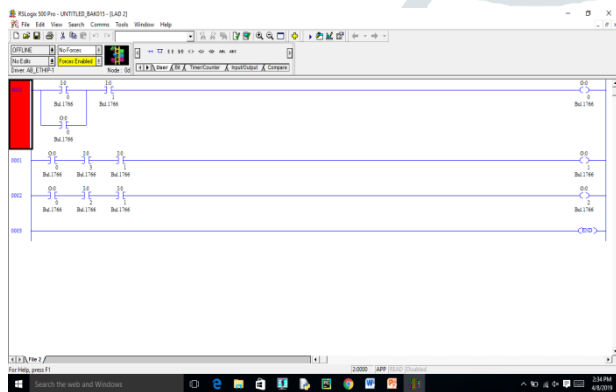 RSLogix 500 Pro - UNTITLED_BAK015 - [LAD 2]
File Edit View Search Comms Tools Window Help
OFFLINE No Forces
No Edits Forces Enabled
Driver: AB_ETHIP-1 Node : 0d
User Bit Timer/Counter Input/Output Compare
0000
I:0 I:0 O:0
0 1 0
Bul.1766 Bul.1766 Bul.1766
O:0
0
Bul.1766
0001
O:0 I:0 I:0 O:0
0 3 1 1
Bul.1766 Bul.1766 Bul.1766 Bul.1766
0002
O:0 I:0 I:0 O:0
0 2 1 2
Bul.1766 Bul.1766 Bul.1766 Bul.1766
0003
END
File 2
For Help, press F1 2:0000 APP READ Disabled
Search the web and Windows
2:34 PM
4/8/2019